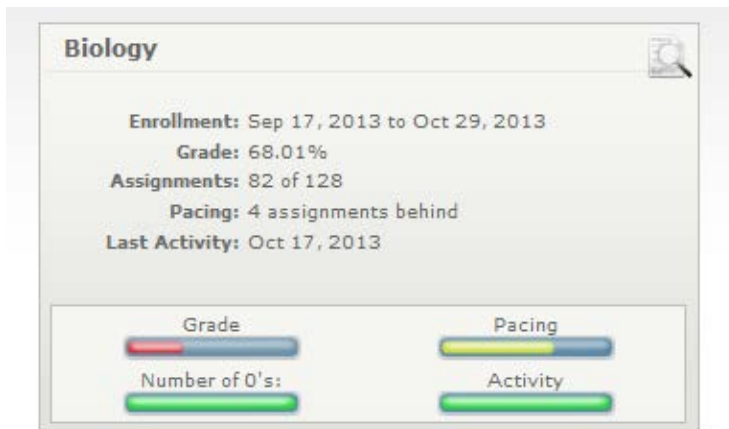 Biology
Enrollment: Sep 17, 2013 to Oct 29, 2013
Grade: 68.01%
Assignments: 82 of 128
Pacing: 4 assignments behind
Last Activity: Oct 17, 2013
Grade Pacing
Number of 0's: Activity